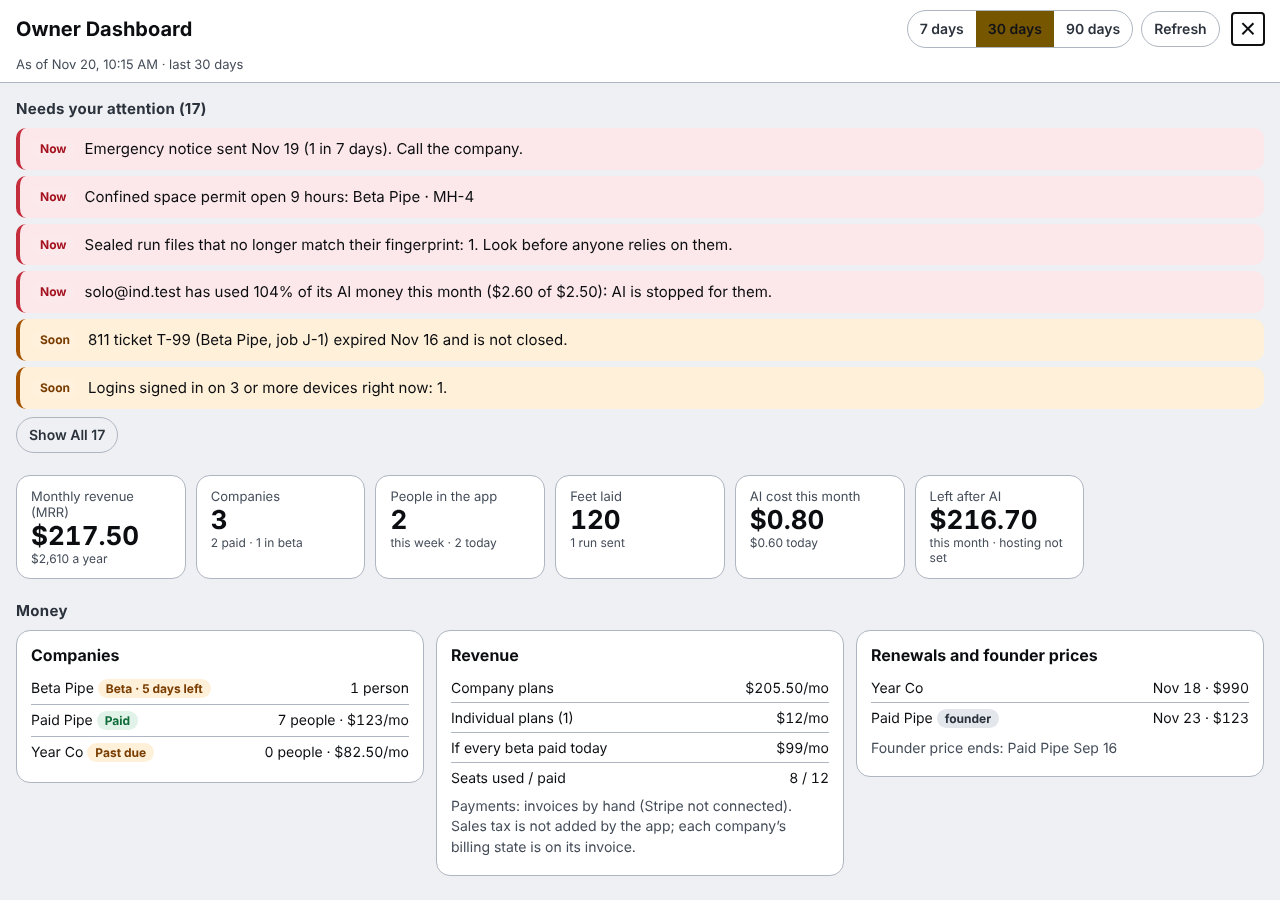 Owner Dashboard
7 days
30 days
90 days
Refresh
✕
As of Nov 20, 10:15 AM · last 30 days
Needs your attention (17)
Now Emergency notice sent Nov 19 (1 in 7 days). Call the company.
Now Confined space permit open 9 hours: Beta Pipe · MH-4
Now Sealed run files that no longer match their fingerprint: 1. Look before anyone relies on them.
Now solo@ind.test has used 104% of its AI money this month ($2.60 of $2.50): AI is stopped for them.
Soon 811 ticket T-99 (Beta Pipe, job J-1) expired Nov 16 and is not closed.
Soon Logins signed in on 3 or more devices right now: 1.
Show All 17
Monthly revenue
(MRR)
$217.50
$2,610 a year
Companies
3
2 paid · 1 in beta
People in the app
2
this week · 2 today
Feet laid
120
1 run sent
AI cost this month
$0.80
$0.60 today
Left after AI
$216.70
this month · hosting not
set
Money
Companies
Beta Pipe Beta · 5 days left 1 person
Paid Pipe Paid 7 people · $123/mo
Year Co Past due 0 people · $82.50/mo
Revenue
Company plans $205.50/mo
Individual plans (1) $12/mo
If every beta paid today $99/mo
Seats used / paid 8 / 12
Payments: invoices by hand (Stripe not connected).
Sales tax is not added by the app; each company’s
billing state is on its invoice.
Renewals and founder prices
Year Co Nov 18 · $990
Paid Pipe founder Nov 23 · $123
Founder price ends: Paid Pipe Sep 16